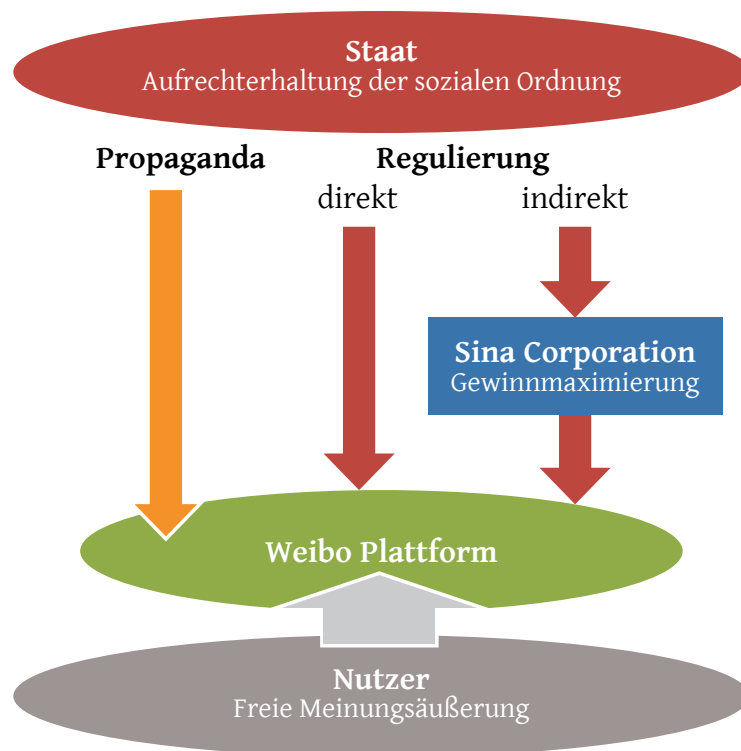 Staat
Aufrechterhaltung der sozialen Ordnung
Propaganda
Regulierung
direkt
indirekt
Sina Corporation
Gewinnmaximierung
Weibo Plattform
Nutzer
Freie Meinungsäußerung